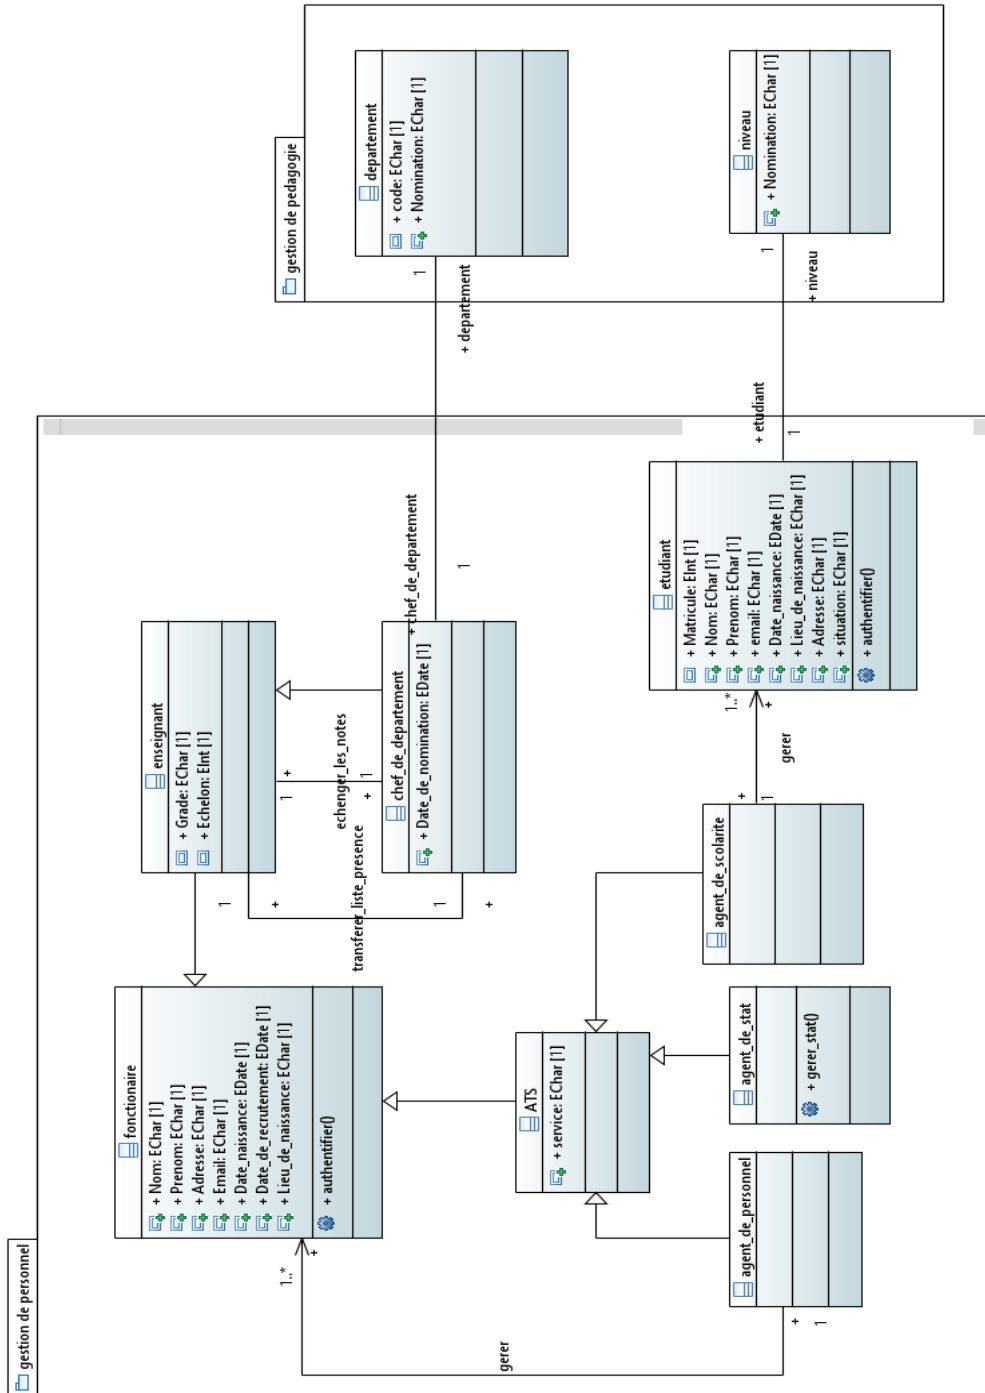 gestion de personnel
gestion de pedagogie
fonctionaire
+ Nom: EChar [1]
+ Prenom: EChar [1]
+ Adresse: EChar [1]
+ Email: EChar [1]
+ Date_naissance: EDate [1]
+ Date_de_recrutement: EDate [1]
+ Lieu_de_naissance: EChar [1]
+ authentifier()
enseignant
+ Grade: EChar [1]
+ Echelon: EInt [1]
departement
+ code: EChar [1]
+ Nomination: EChar [1]
1
+
transferer_liste_presence
1
+
1
+
echenger_les_notes
1
+
chef_de_departement
+ Date_de_nomination: EDate [1]
+ chef_de_departement
1
+ departement
1
1..*
+
gerer
+
1
ATS
+ service: EChar [1]
agent_de_personnel
agent_de_stat
+ gerer_stat()
agent_de_scolarite
+
1
gerer
1..*
+
etudiant
+ Matricule: EInt [1]
+ Nom: EChar [1]
+ Prenom: EChar [1]
+ email: EChar [1]
+ Date_naissance: EDate [1]
+ Lieu_de_naissance: EChar [1]
+ Adresse: EChar [1]
+ situation: EChar [1]
+ authentifier()
+ etudiant
1
+ niveau
1
niveau
+ Nomination: EChar [1]